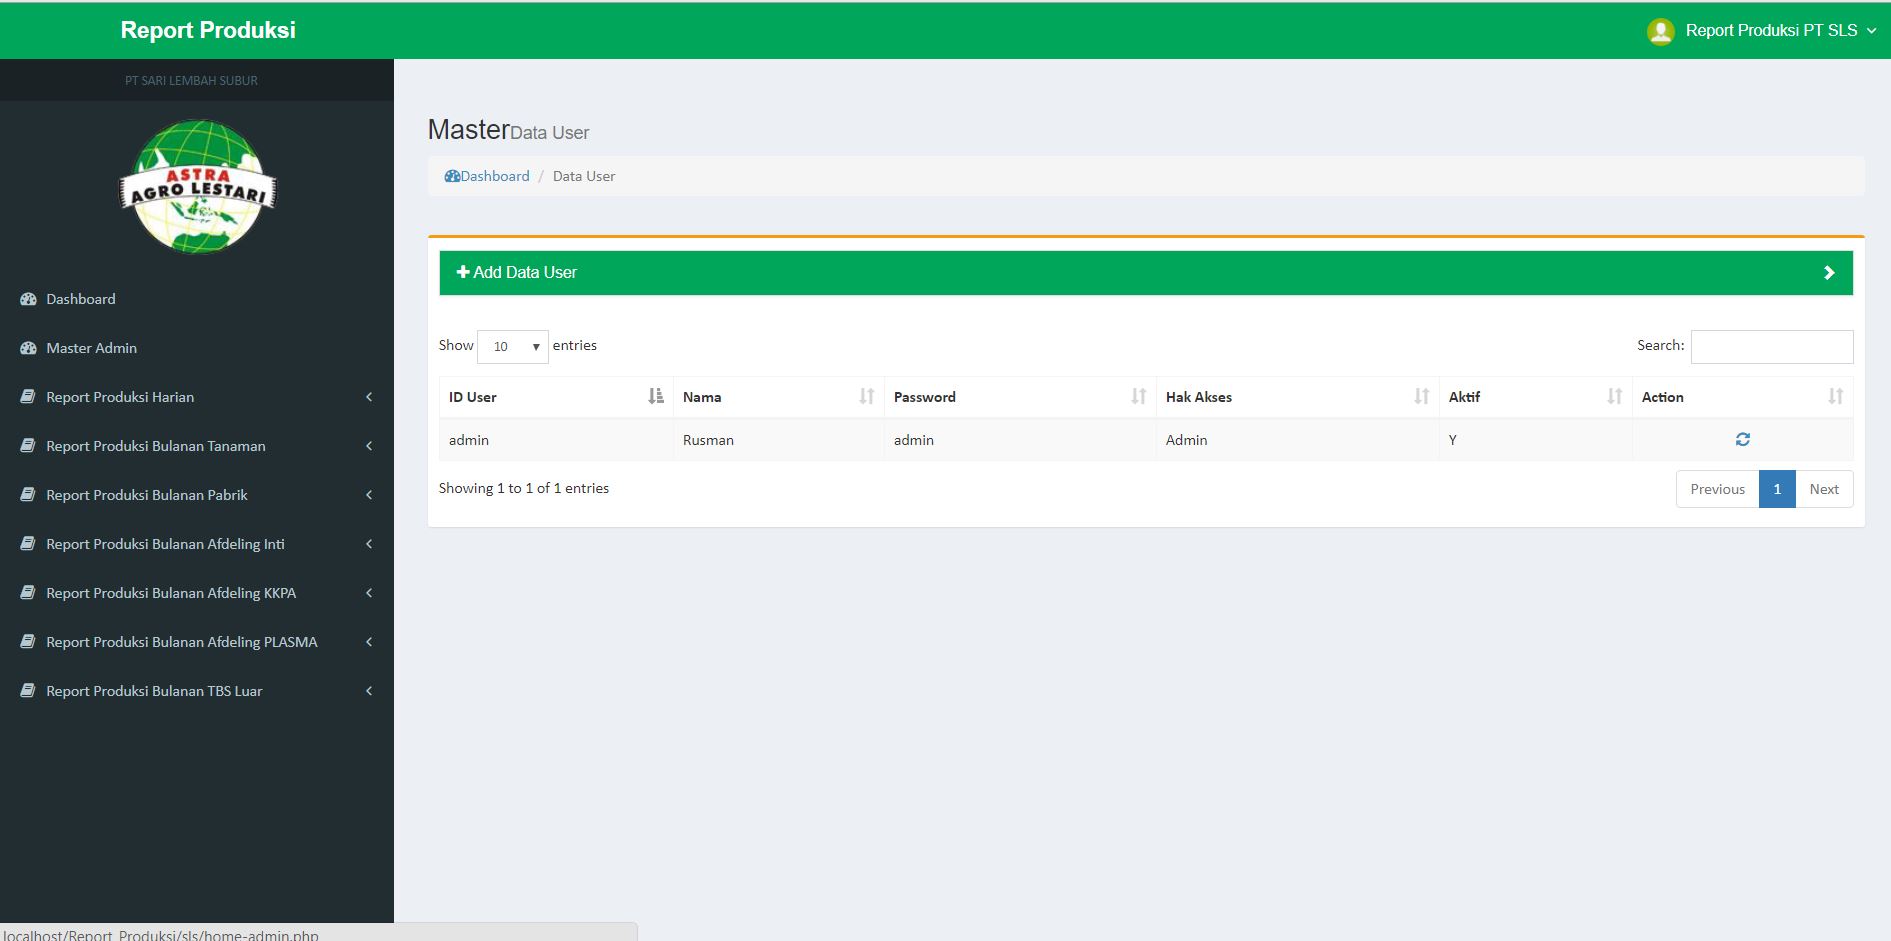 Report Produksi
Report Produksi PT SLS
PT SARI LEMBAH SUBUR
ASTRA
AGRO LESTARI
Dashboard
Master Admin
Report Produksi Harian
Report Produksi Bulanan Tanaman
Report Produksi Bulanan Pabrik
Report Produksi Bulanan Afdeling Inti
Report Produksi Bulanan Afdeling KKPA
Report Produksi Bulanan Afdeling PLASMA
Report Produksi Bulanan TBS Luar
Master Data User
Dashboard / Data User
Add Data User
Show 10 entries
Search:
ID User Nama Password Hak Akses Aktif Action
admin Rusman admin Admin Y
Showing 1 to 1 of 1 entries
Previous 1 Next
localhost/Report_Produksi/sls/home-admin.php